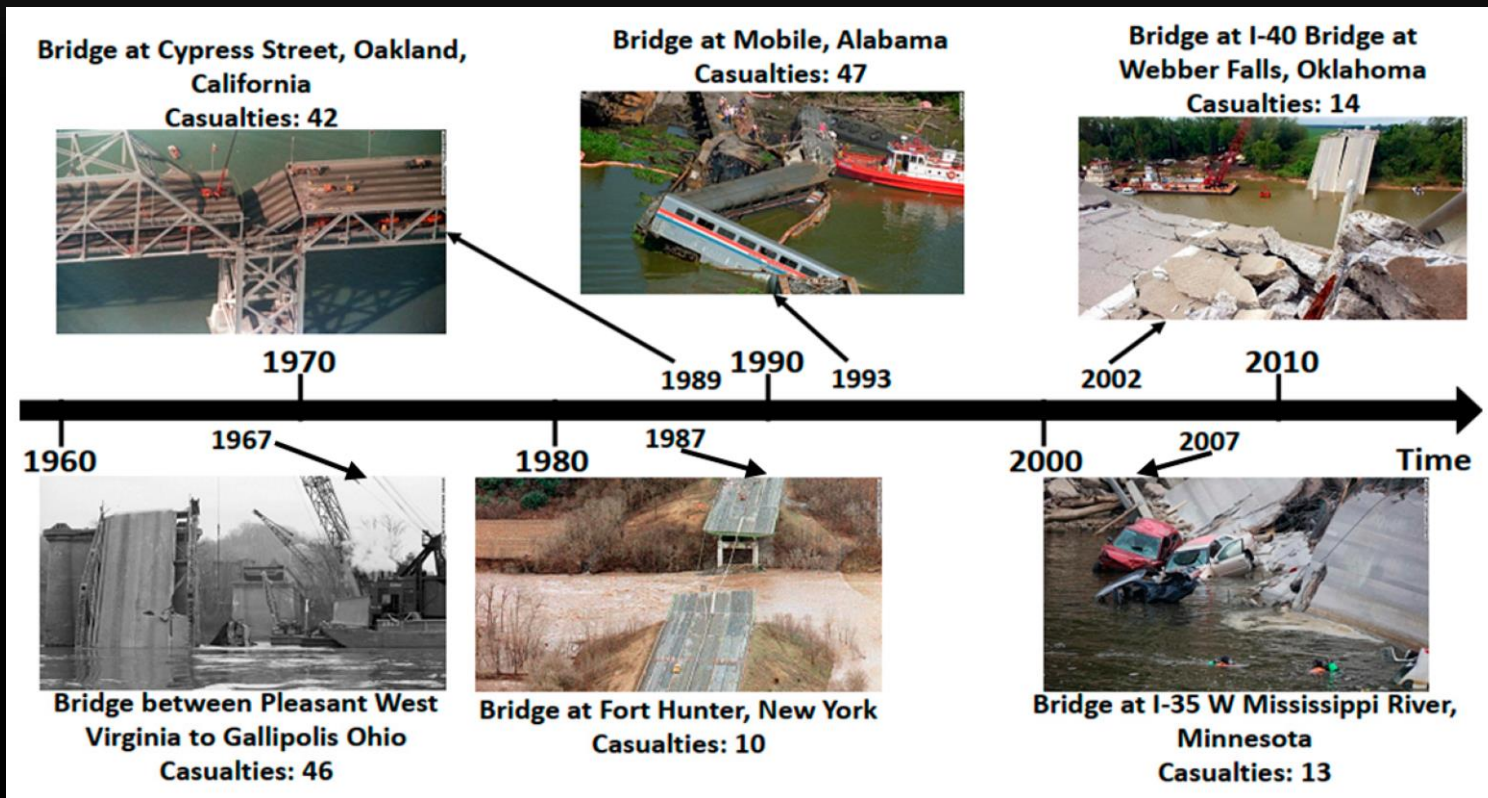 Bridge at Cypress Street, Oakland,
California
Casualties: 42
Bridge at Mobile, Alabama
Casualties: 47
Bridge at I-40 Bridge at
Webber Falls, Oklahoma
Casualties: 14
1970
1989
1990
1993
2002
2010
1960
1967
1980
1987
2000
2007
Time
Bridge between Pleasant West
Virginia to Gallipolis Ohio
Casualties: 46
Bridge at Fort Hunter, New York
Casualties: 10
Bridge at I-35 W Mississippi River,
Minnesota
Casualties: 13